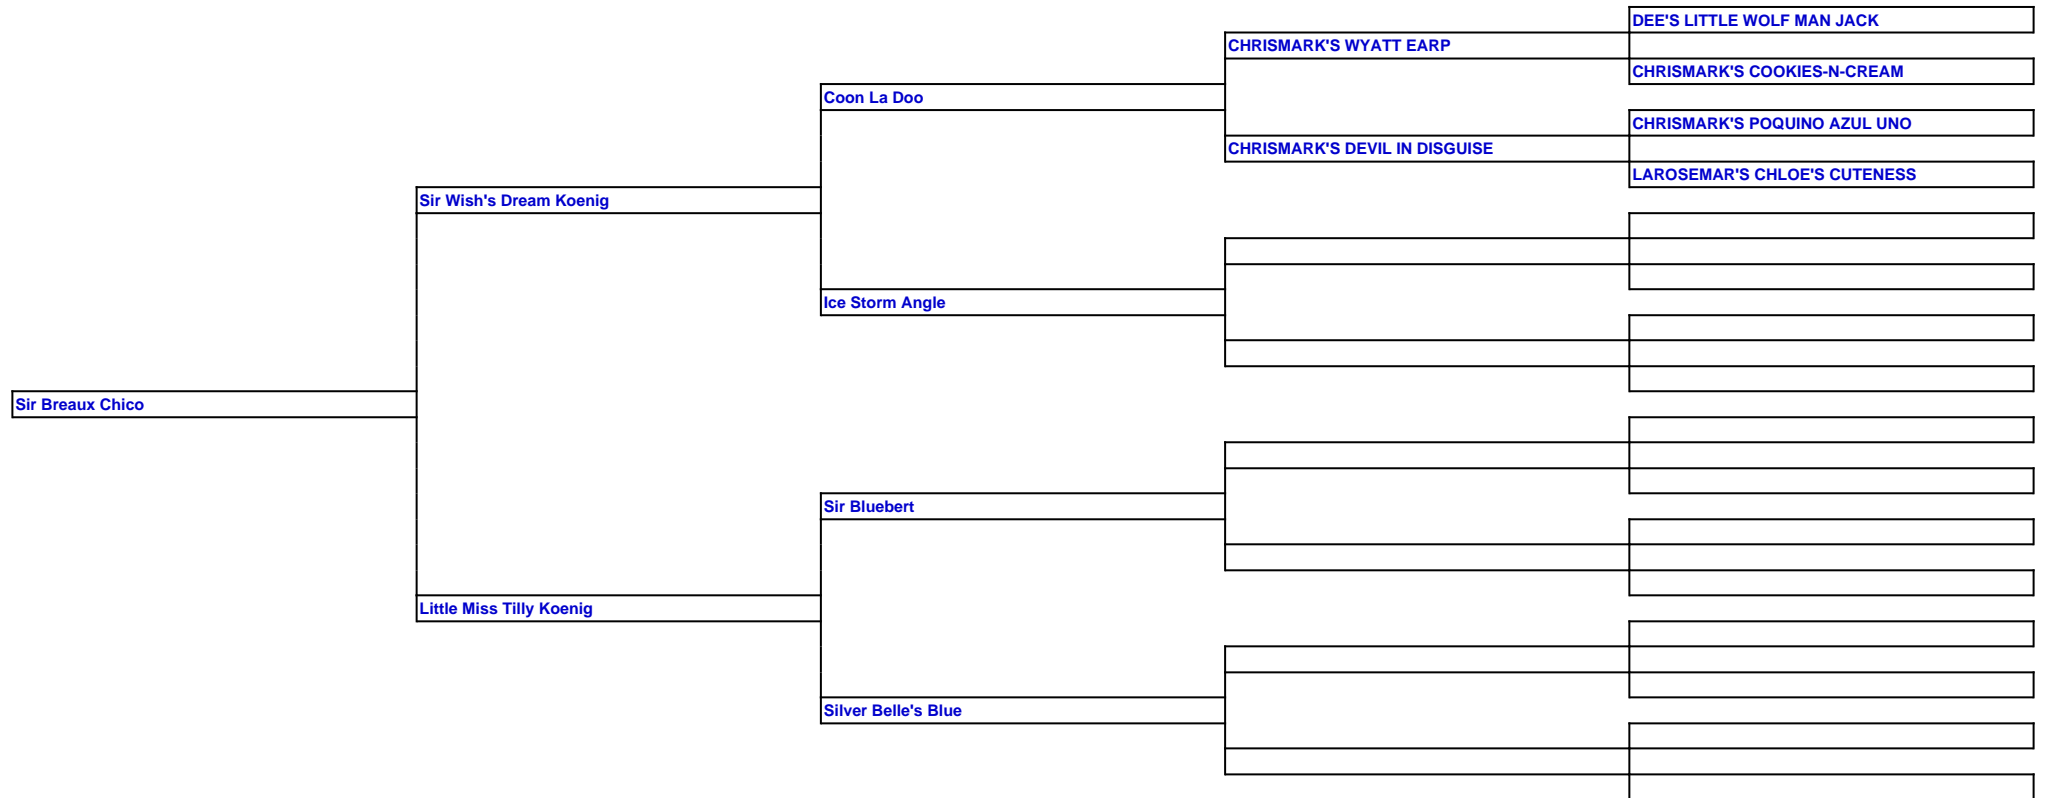 DEE'S LITTLE WOLF MAN JACK
CHRISMARK'S WYATT EARP
CHRISMARK'S COOKIES-N-CREAM
Coon La Doo
CHRISMARK'S POQUINO AZUL UNO
CHRISMARK'S DEVIL IN DISGUISE
LAROSEMAR'S CHLOE'S CUTENESS
Sir Wish's Dream Koenig
Ice Storm Angle
Sir Breaux Chico
Sir Bluebert
Little Miss Tilly Koenig
Silver Belle's Blue